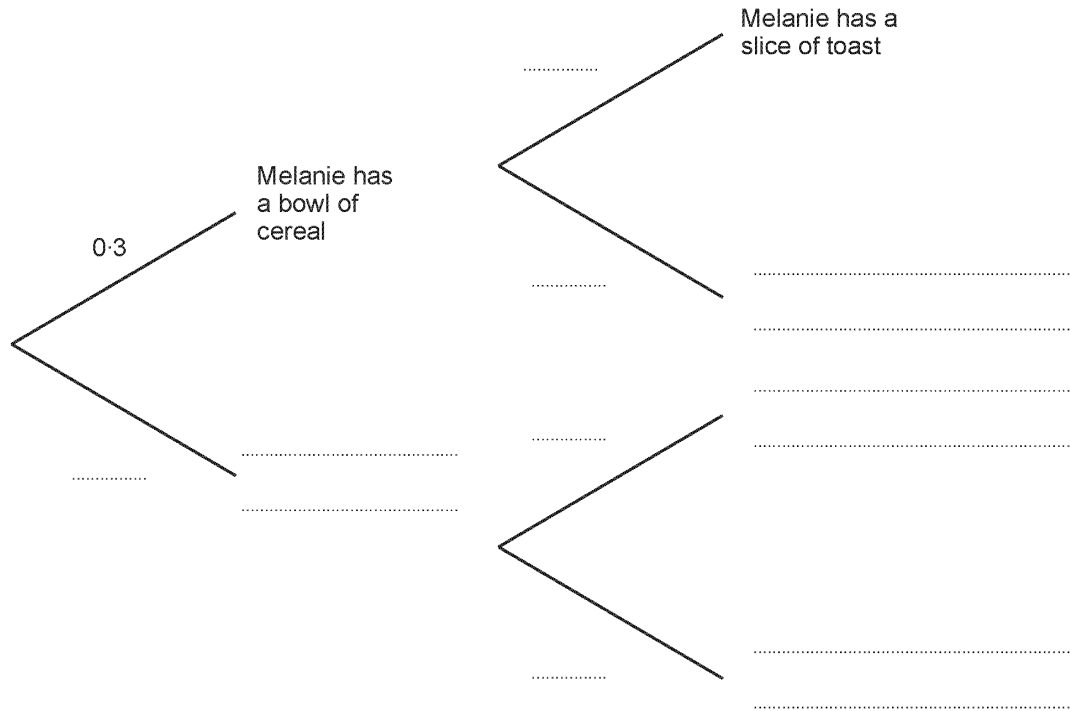 Melanie has a
slice of toast
Melanie has
a bowl of
cereal
0·3